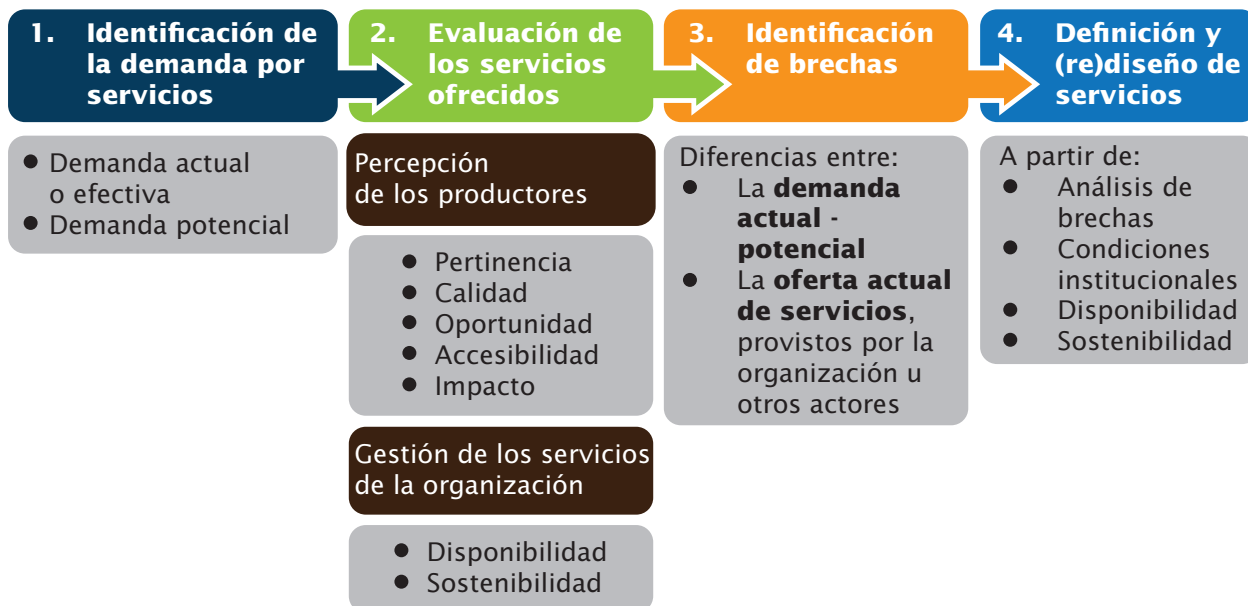 1. Identificación de
la demanda por
servicios
● Demanda actual
o efectiva
● Demanda potencial
2. Evaluación de
los servicios
ofrecidos
Percepción
de los productores
● Pertinencia
● Calidad
● Oportunidad
● Accesibilidad
● Impacto
Gestión de los servicios
de la organización
● Disponibilidad
● Sostenibilidad
3. Identificación
de brechas
Diferencias entre:
● La demanda
actual -
potencial
● La oferta actual
de servicios,
provistos por la
organización u
otros actores
4. Definición y
(re)diseño de
servicios
A partir de:
● Análisis de
brechas
● Condiciones
institucionales
● Disponibilidad
● Sostenibilidad